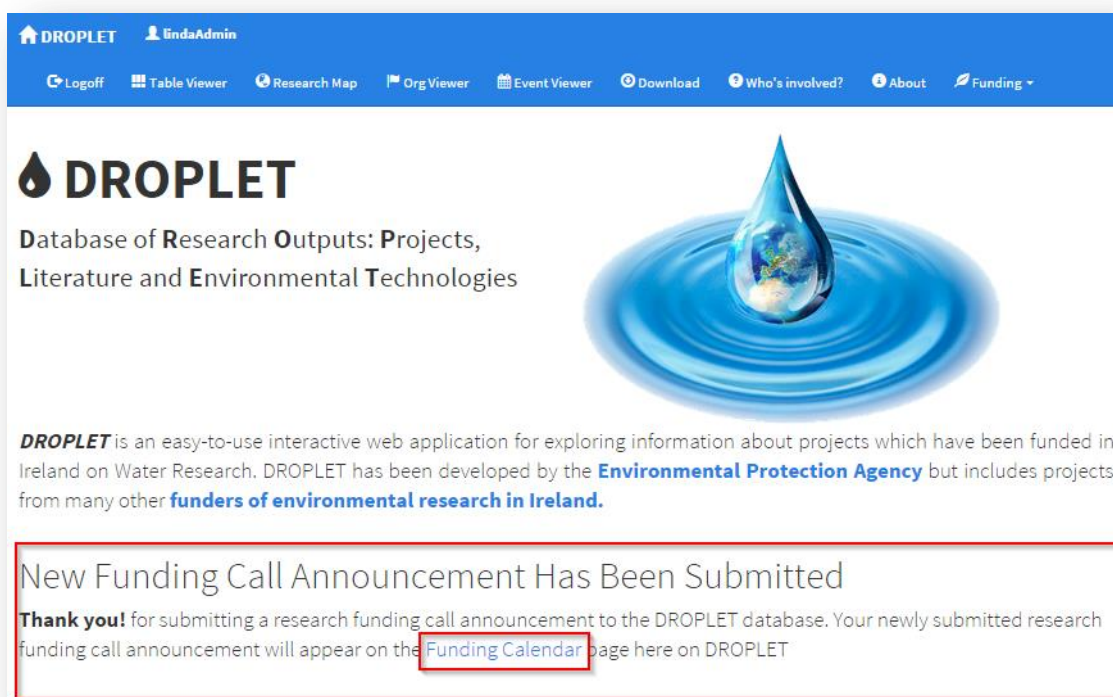 DROPLET lindaAdmin
Logoff Table Viewer Research Map Org Viewer Event Viewer Download Who's involved? About Funding
DROPLET
Database of Research Outputs: Projects,
Literature and Environmental Technologies
DROPLET is an easy-to-use interactive web application for exploring information about projects which have been funded in
Ireland on Water Research. DROPLET has been developed by the Environmental Protection Agency but includes projects
from many other funders of environmental research in Ireland.
New Funding Call Announcement Has Been Submitted
Thank you! for submitting a research funding call announcement to the DROPLET database. Your newly submitted research
funding call announcement will appear on the Funding Calendar page here on DROPLET